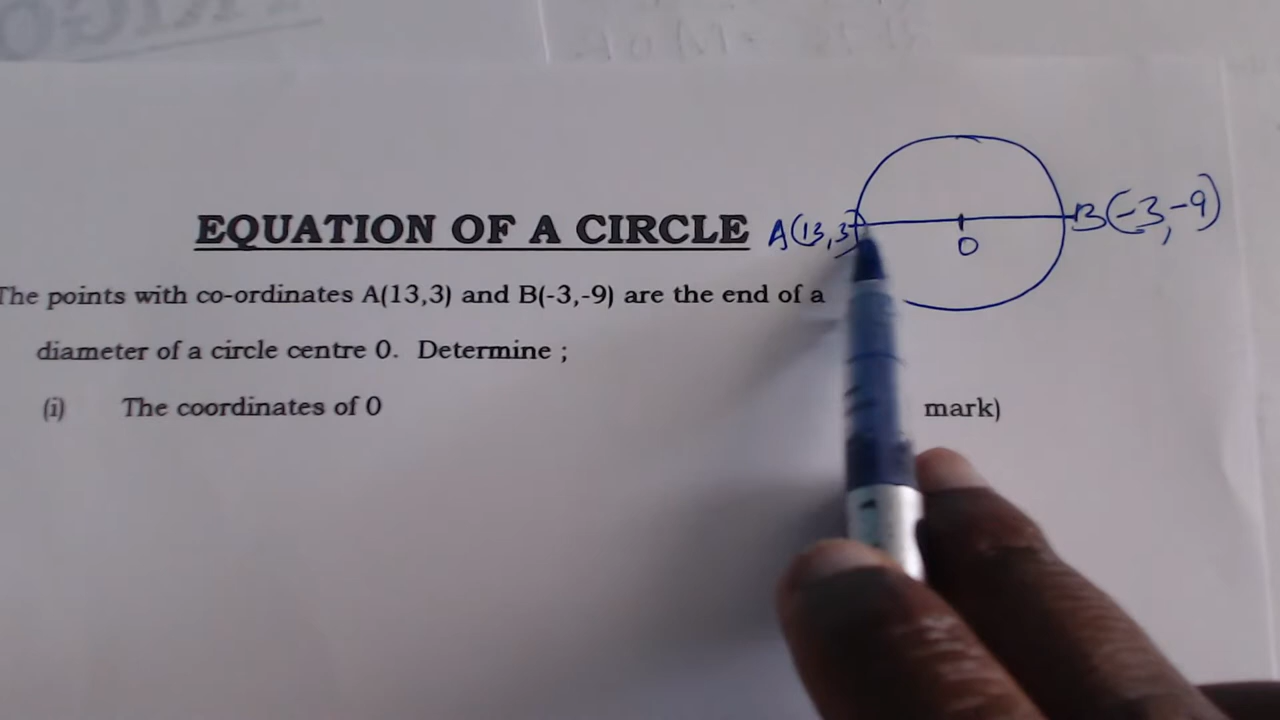 EQUATION OF A CIRCLE
A(13,3)
O
B(-3,-9)
The points with co-ordinates A(13,3) and B(-3,-9) are the end of a
diameter of a circle centre 0. Determine ;
(i) The coordinates of 0 mark)